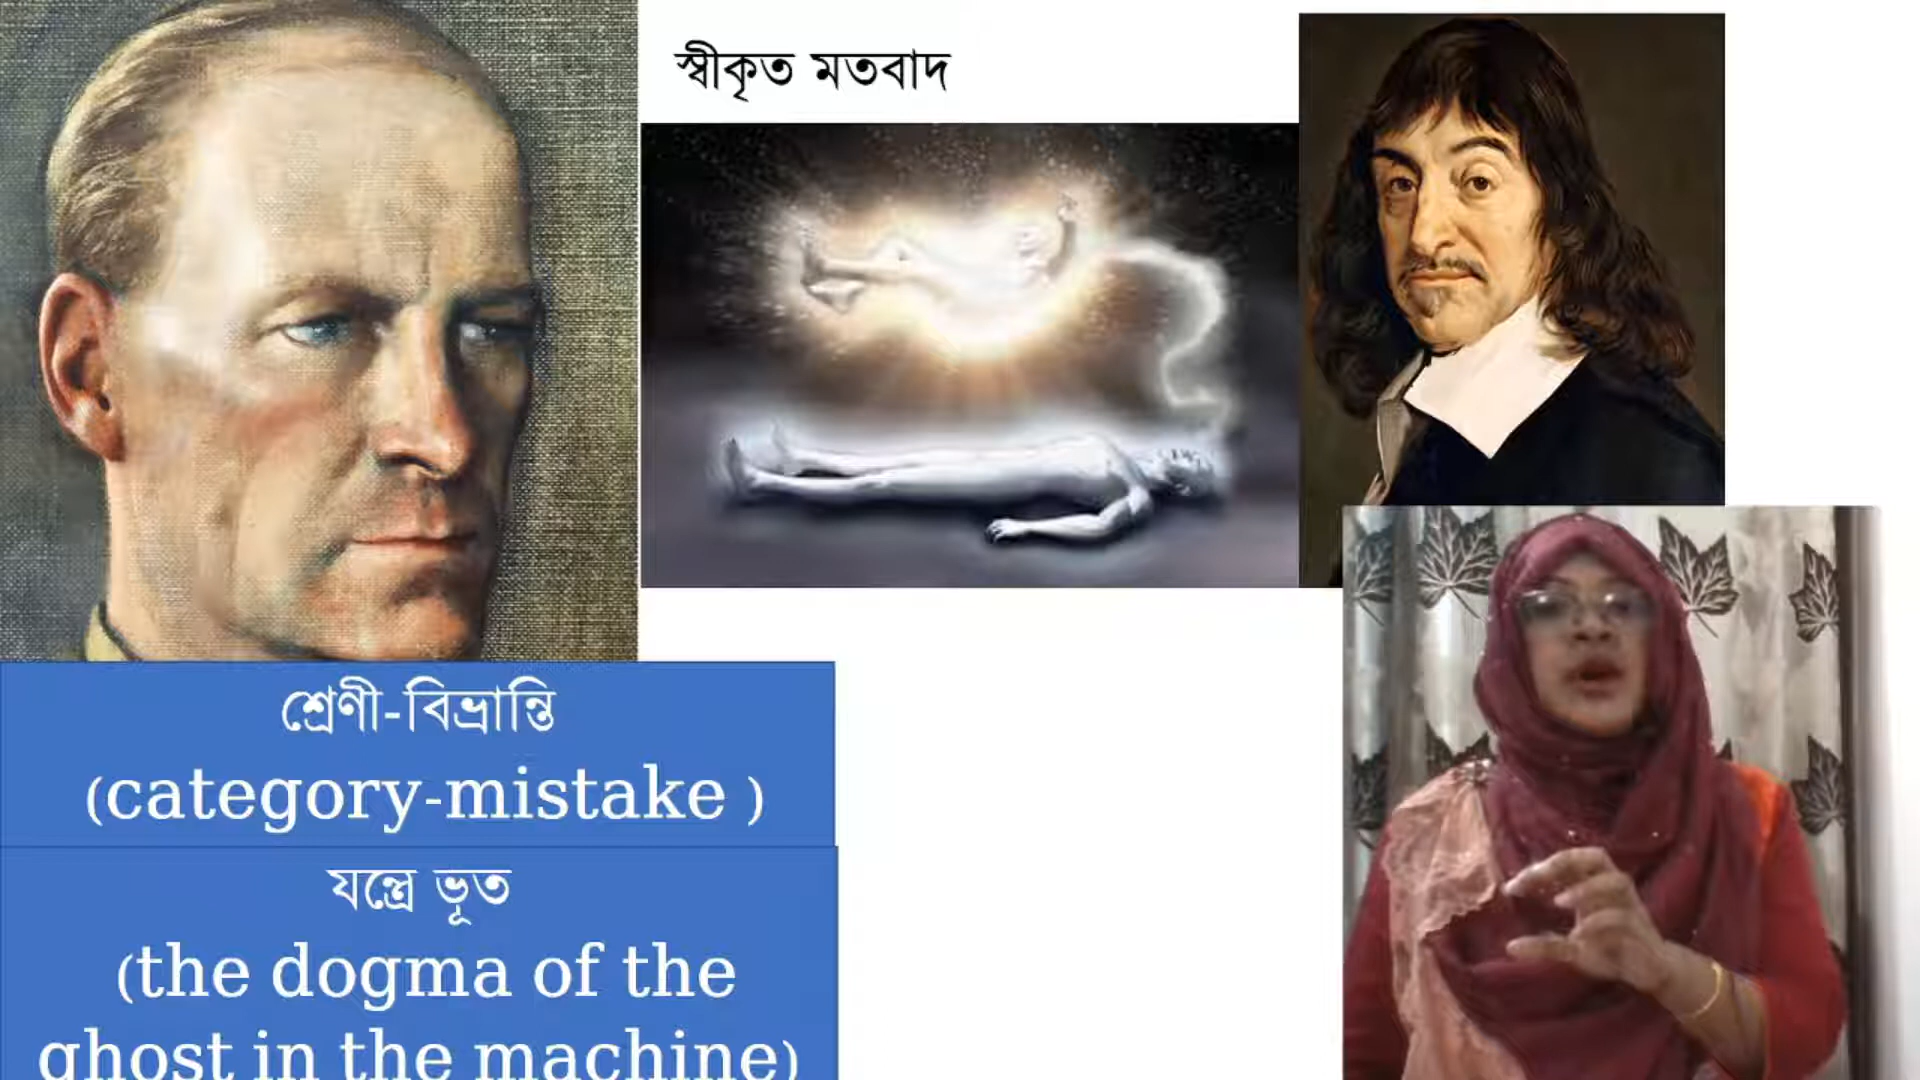 স্বীকৃত মতবাদ
শ্রেণী-বিভ্রান্তি
(category-mistake )
যন্ত্রে ভূত
(the dogma of the
ghost in the machine)